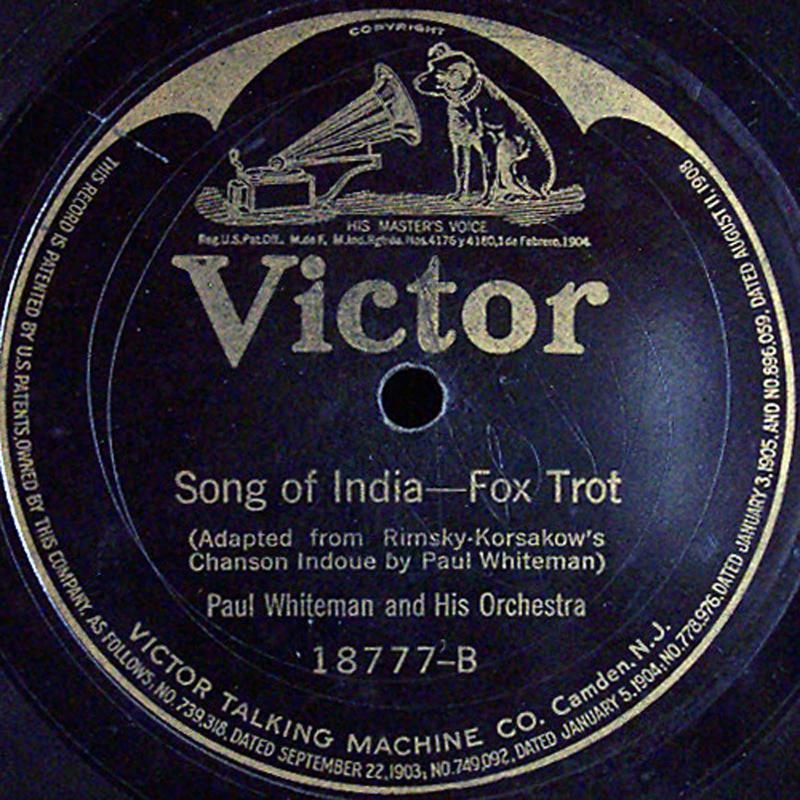 COPYRIGHT
HIS MASTER'S VOICE
Reg.U.S.Pat.Off. M.de F. M.Ind.Rgtrda. Nos.4176 y 4180,1 de Febrero,1904.
Victor
Song of India—Fox Trot
(Adapted from Rimsky-Korsakow's
Chanson Indoue by Paul Whiteman)
Paul Whiteman and His Orchestra
18777-B
VICTOR TALKING MACHINE CO. Camden, N.J.
THIS RECORD IS PATENTED BY U.S.PATENTS,OWNED BY THIS COMPANY, AS FOLLOWS; NO. 739,318, DATED SEPTEMBER 22,1903; NO.749,092, DATED JANUARY 5,1904,NO.778,976,DATED JANUARY 3,1905,AND NO.896,059, DATED AUGUST 11,1908